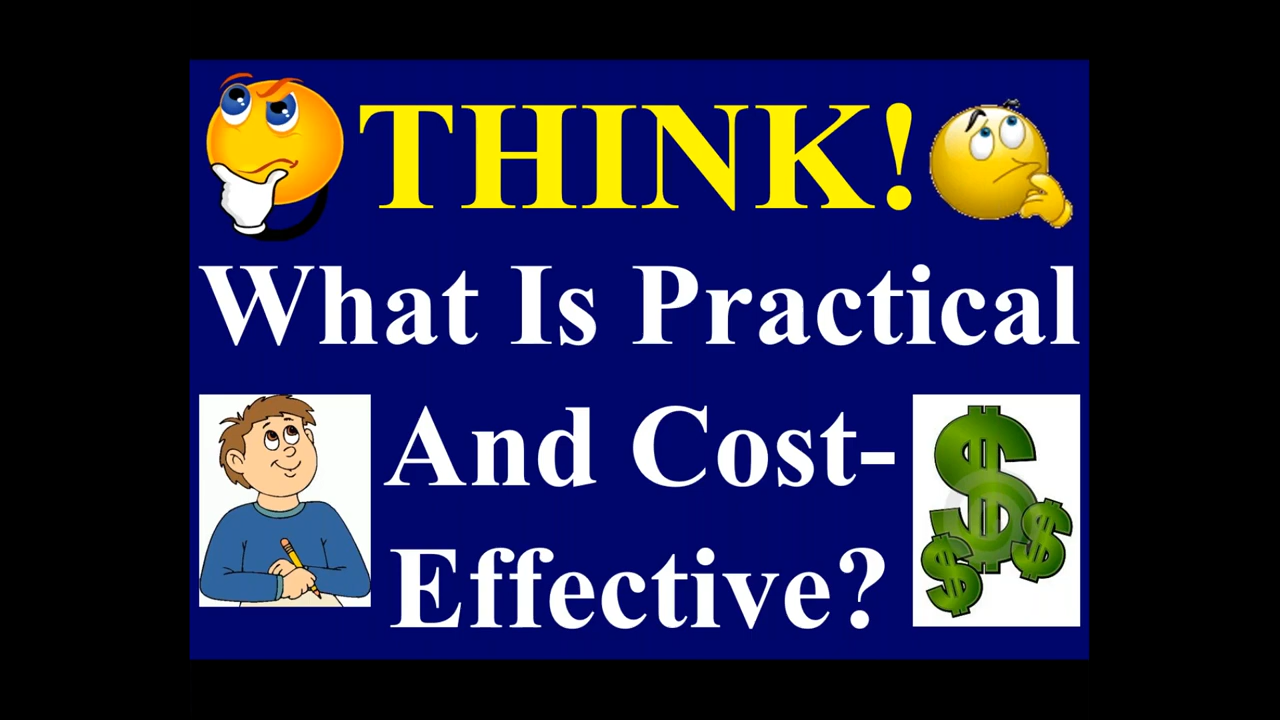 THINK!
What Is Practical
And Cost-
Effective?